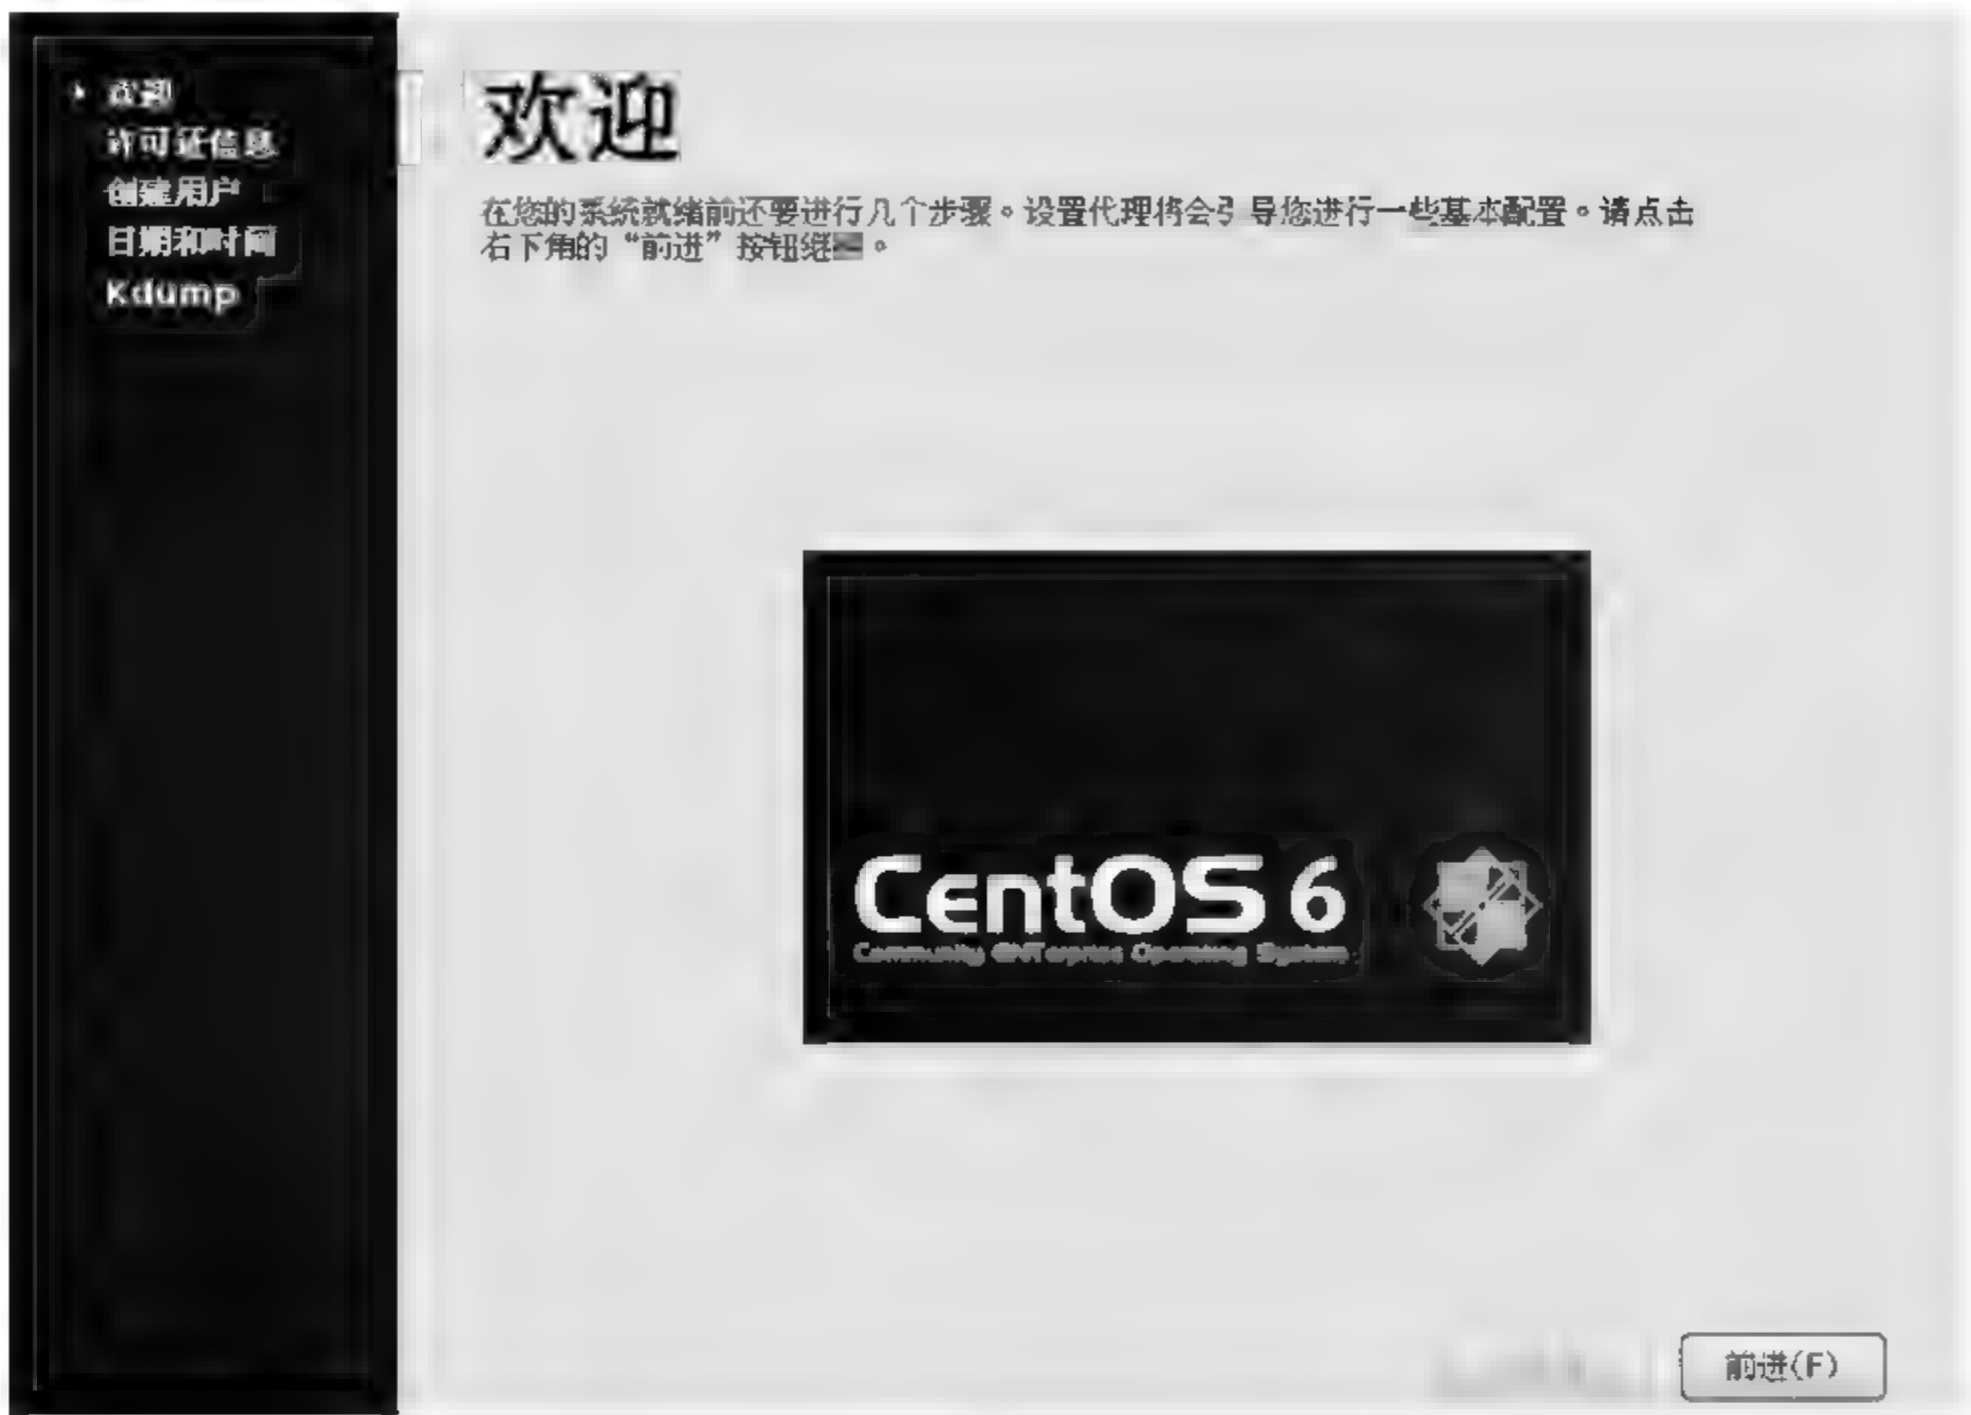 欢迎
许可证信息
创建用户
日期和时间
Kdump
欢迎
在您的系统就绪前还要进行几个步骤。设置代理将会引导您进行一些基本配置。请点击
右下角的“前进”按钮继。
CentOS 6
Community ENTerprise Operating System
前进(F)